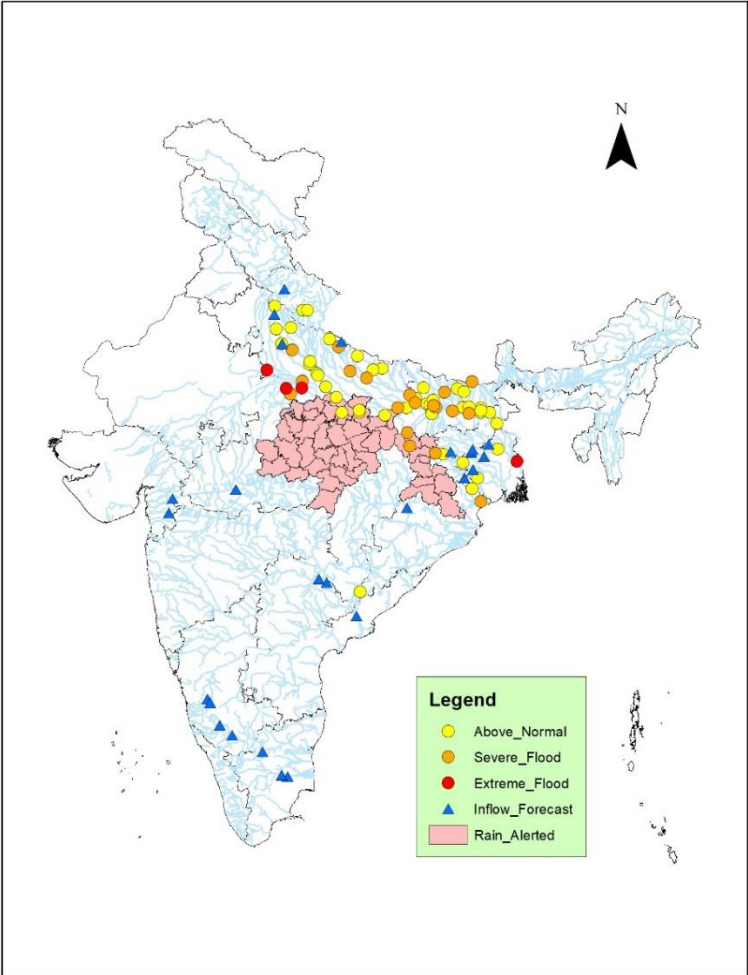 N
Legend
Above_Normal
Severe_Flood
Extreme_Flood
Inflow_Forecast
Rain_Alerted